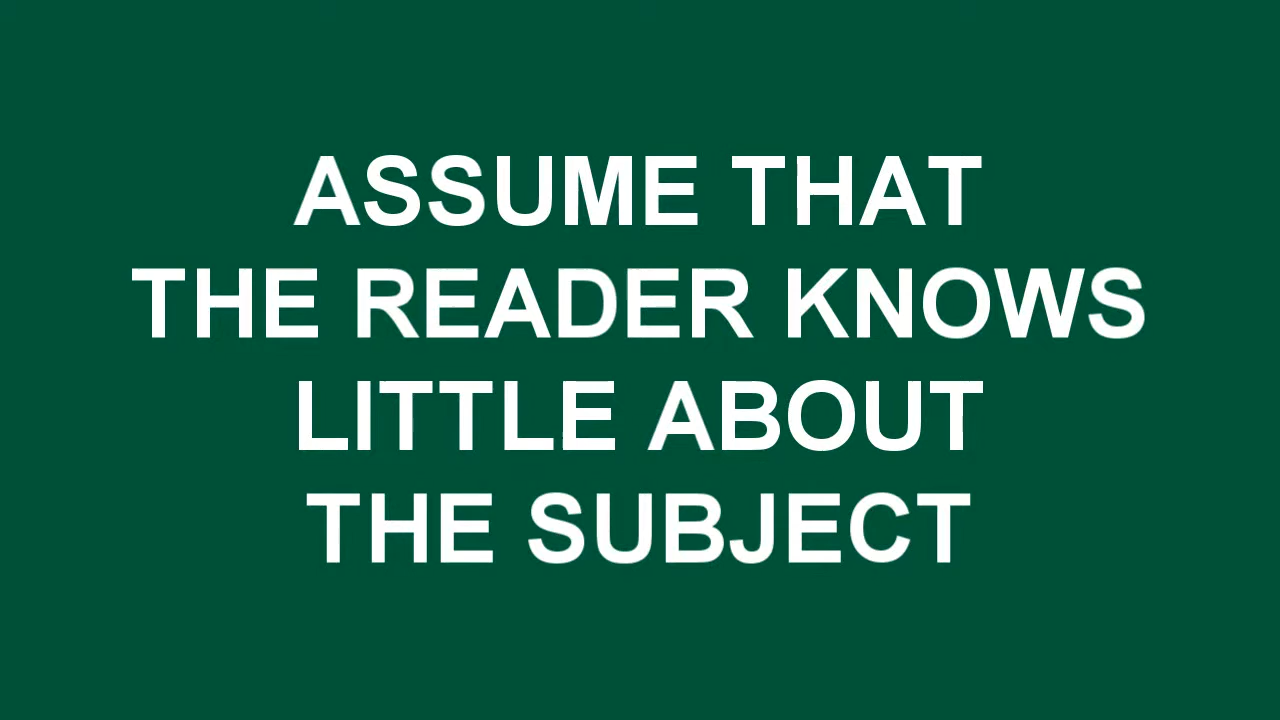 ASSUME THAT
THE READER KNOWS
LITTLE ABOUT
THE SUBJECT